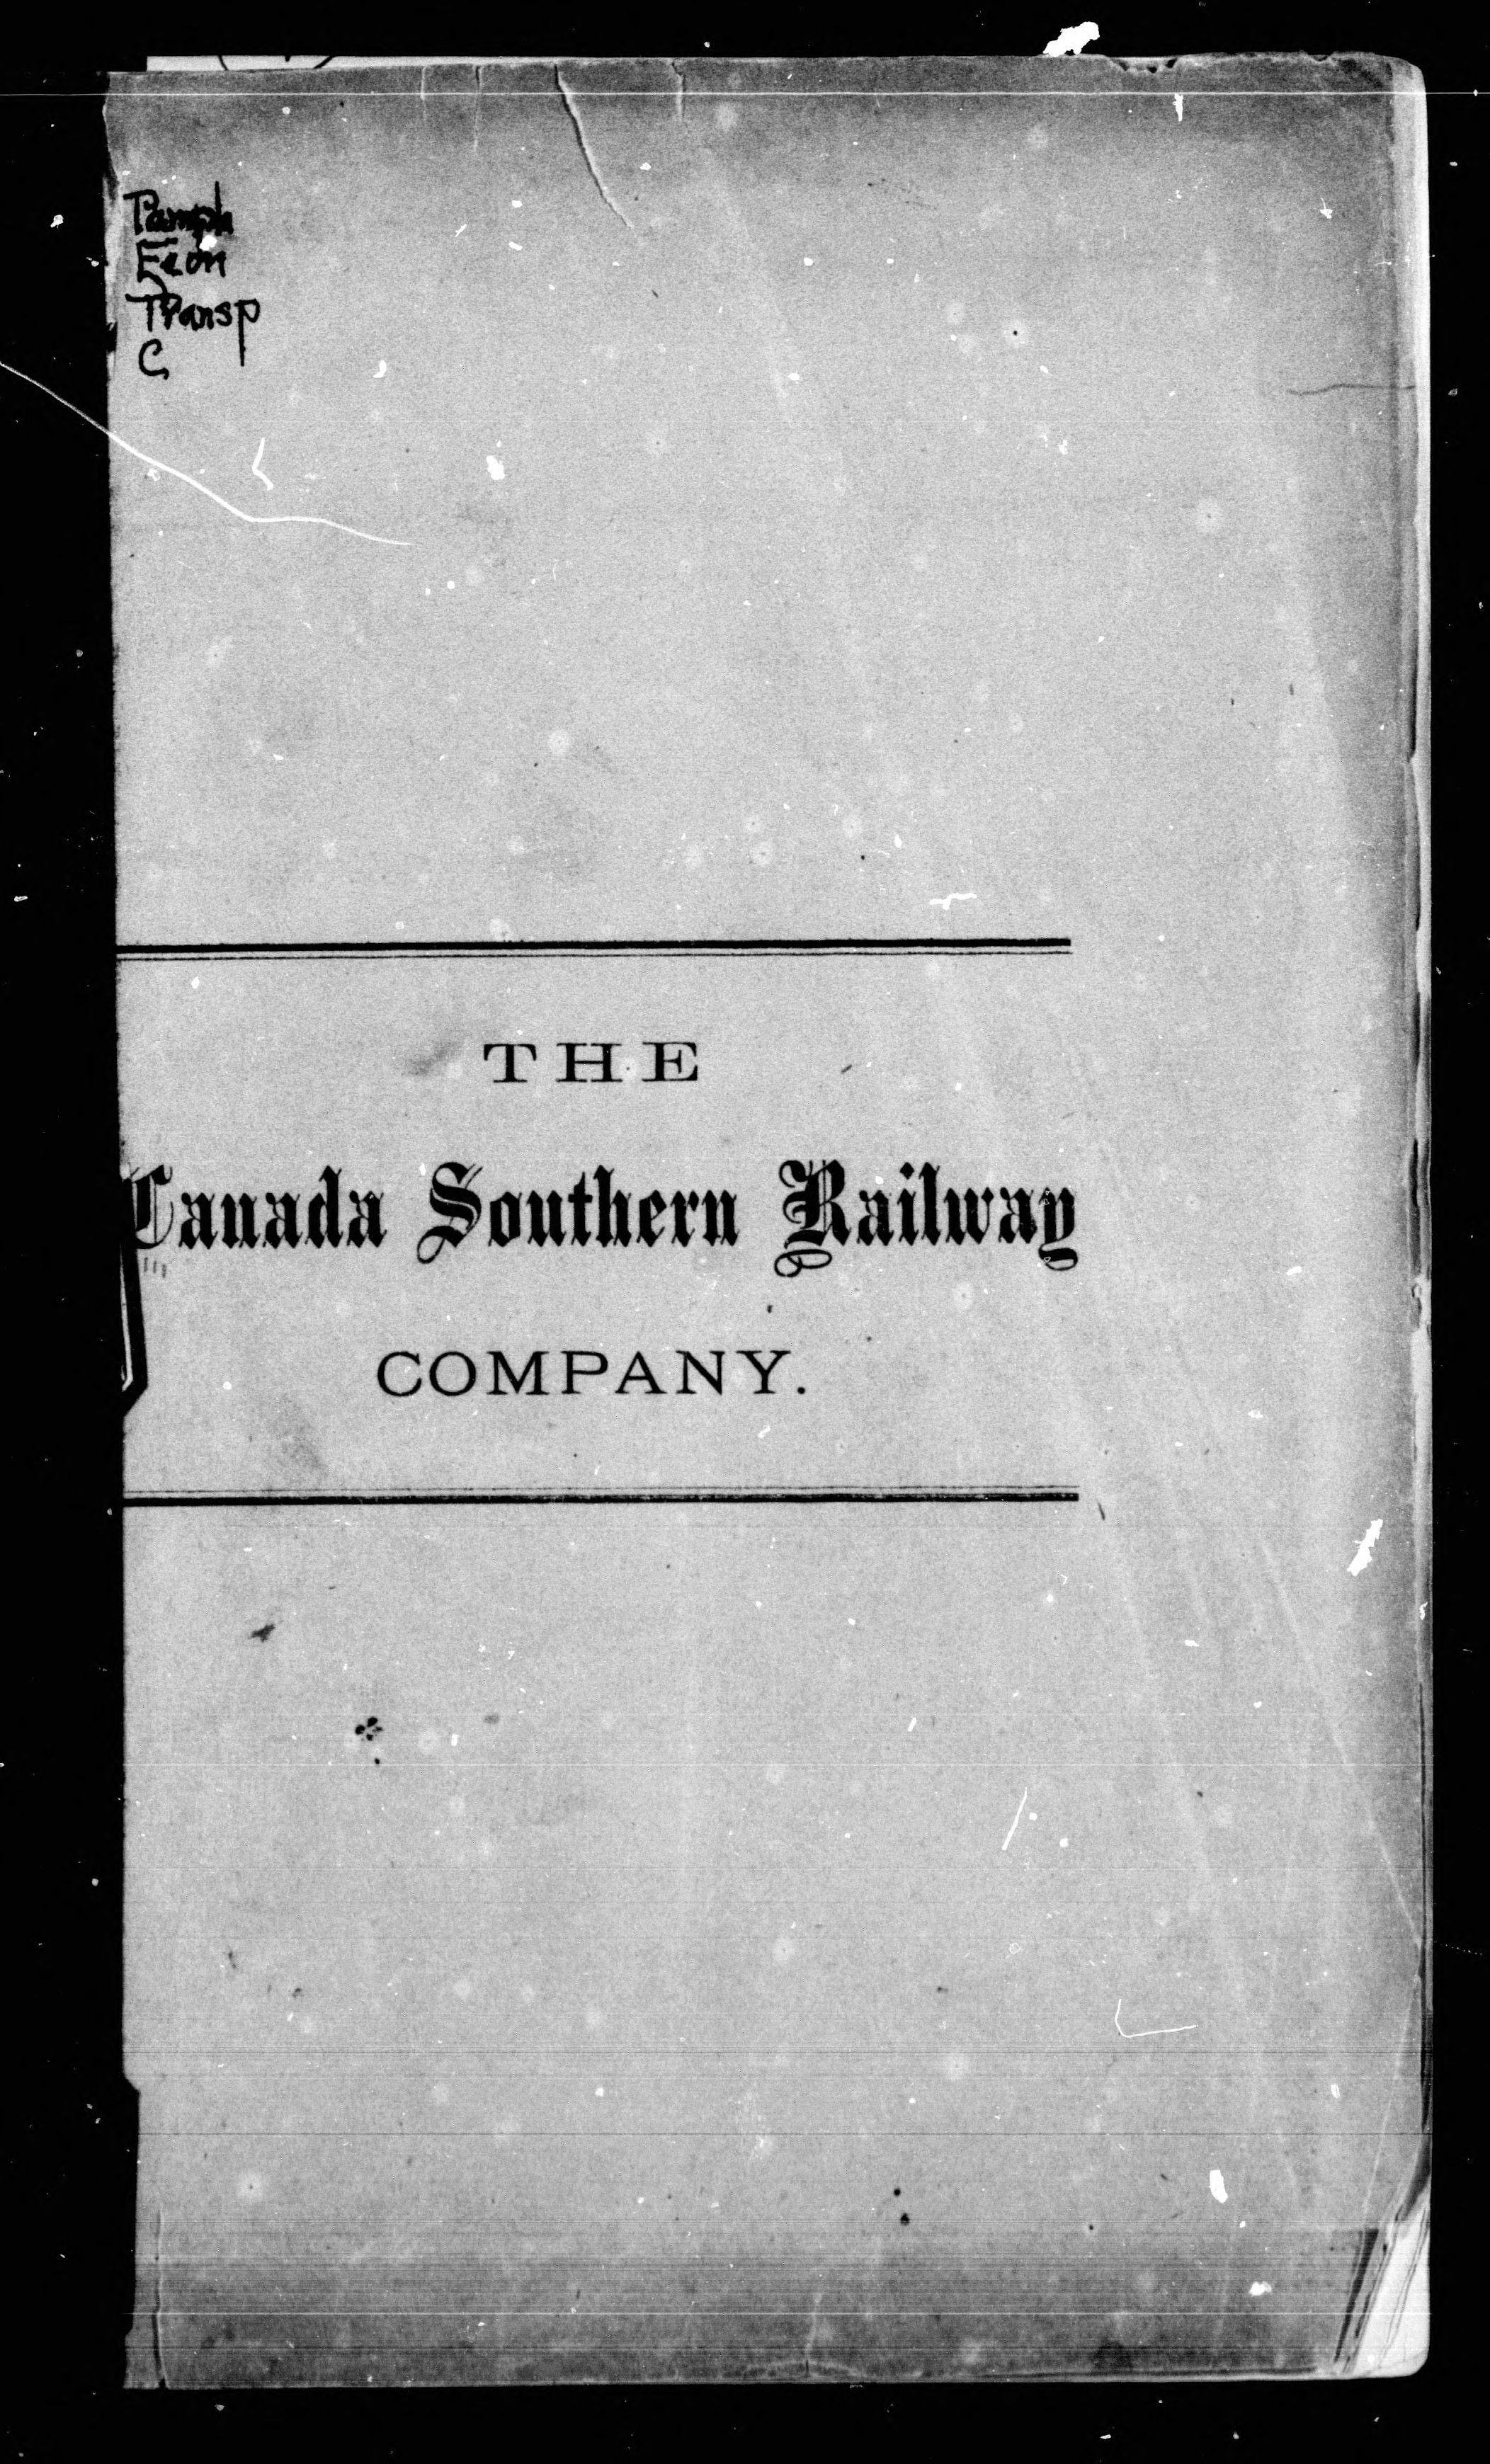 Pamph
Econ
Transp
C
THE
Canada Southern Railway
COMPANY.